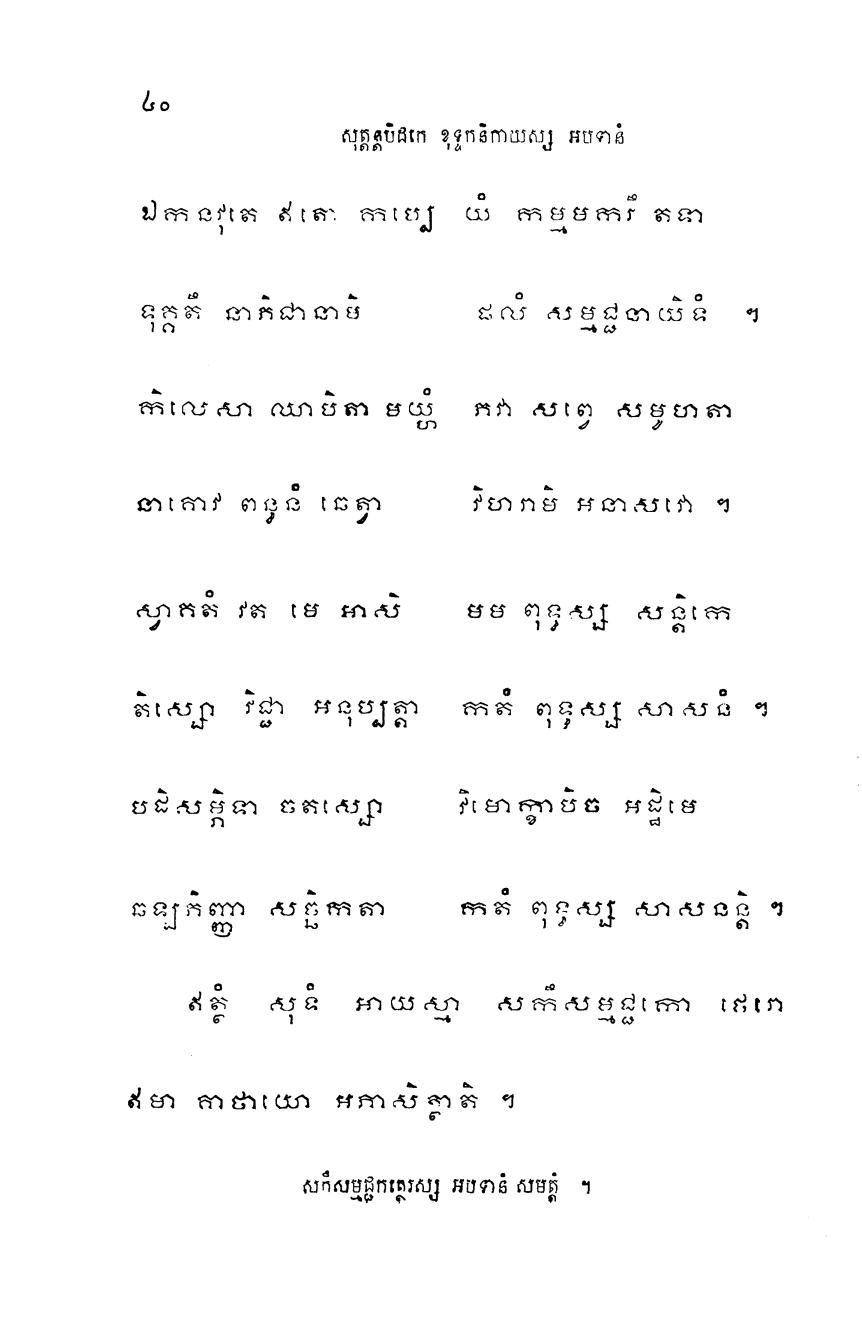 ៤០
សុត្តន្តបិដកេ ខុទ្ទកនិកាយស្ស អបទានំ
ឯកនវុតេ ឥតោ កប្បេ យំ កម្មមករឹ តទា
ទុក្កតំ នាភិជានាមិ ផលំ សម្មជ្ជនាយិទំ ។
កិលេសា ឈាបិតា មយ្ហំ ភវា សព្វេ សមូហតា
នាគោវ ពន្ធនំ ឆេត្វា វិហរាមិ អនាសវោ ។
ស្វាគតំ វត មេ អាសិ មម ពុទ្ធស្ស សន្តិកេ
តិស្សោ វិជ្ជា អនុប្បត្តា កតំ ពុទ្ធស្ស សាសនំ ។
បដិសម្ភិទា ចតស្សោ វិមោក្ខាបិច អដ្ឋិមេ
ឆឡភិញ្ញា សច្ឆិកតា កតំ ពុទ្ធស្ស សាសនន្តិ ។
ឥត្ថំ សុទំ អាយស្មា សកឹសម្មជ្ជកោ ថេរោ
ឥមា គាថាយោ អភាសិត្ថាតិ ។
សកឹសម្មជ្ជកត្ថេរស្ស អបទានំ សមត្តំ ។